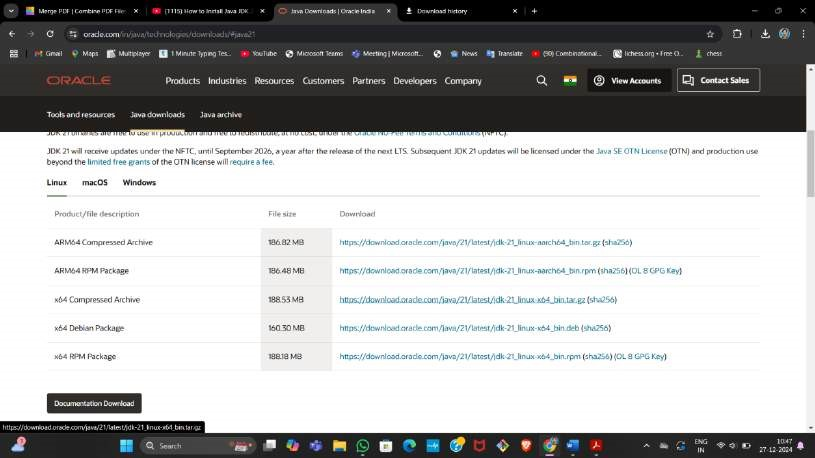 Merge PDF | Combine PDF Files
(1115) How to Install Java JDK
Java Downloads | Oracle India
Download history
oracle.com/in/java/technologies/downloads/#java21
Gmail
Maps
Multiplayer
1 Minute Typing Tes...
YouTube
Microsoft Teams
Meeting | Microsoft...
News
Translate
(90) Combinational...
lichess.org • Free O...
chess
ORACLE
Products
Industries
Resources
Customers
Partners
Developers
Company
View Accounts
Contact Sales
Tools and resources
Java downloads
Java archive
JDK 21 binaries are free to use in production and free to redistribute, at no cost, under the Oracle No-Fee Terms and Conditions (NFTC).
JDK 21 will receive updates under the NFTC, until September 2026, a year after the release of the next LTS. Subsequent JDK 21 updates will be licensed under the Java SE OTN License (OTN) and production use
beyond the limited free grants of the OTN license will require a fee.
Linux macOS Windows
Product/file description File size Download
ARM64 Compressed Archive 186.82 MB https://download.oracle.com/java/21/latest/jdk-21_linux-aarch64_bin.tar.gz (sha256)
ARM64 RPM Package 186.48 MB https://download.oracle.com/java/21/latest/jdk-21_linux-aarch64_bin.rpm (sha256) (OL 8 GPG Key)
x64 Compressed Archive 188.53 MB https://download.oracle.com/java/21/latest/jdk-21_linux-x64_bin.tar.gz (sha256)
x64 Debian Package 160.30 MB https://download.oracle.com/java/21/latest/jdk-21_linux-x64_bin.deb (sha256)
x64 RPM Package 188.18 MB https://download.oracle.com/java/21/latest/jdk-21_linux-x64_bin.rpm (sha256) (OL 8 GPG Key)
Documentation Download
https://download.oracle.com/java/21/latest/jdk-21_linux-x64_bin.tar.gz
Search
ENG
IN
10:47
27-12-2024